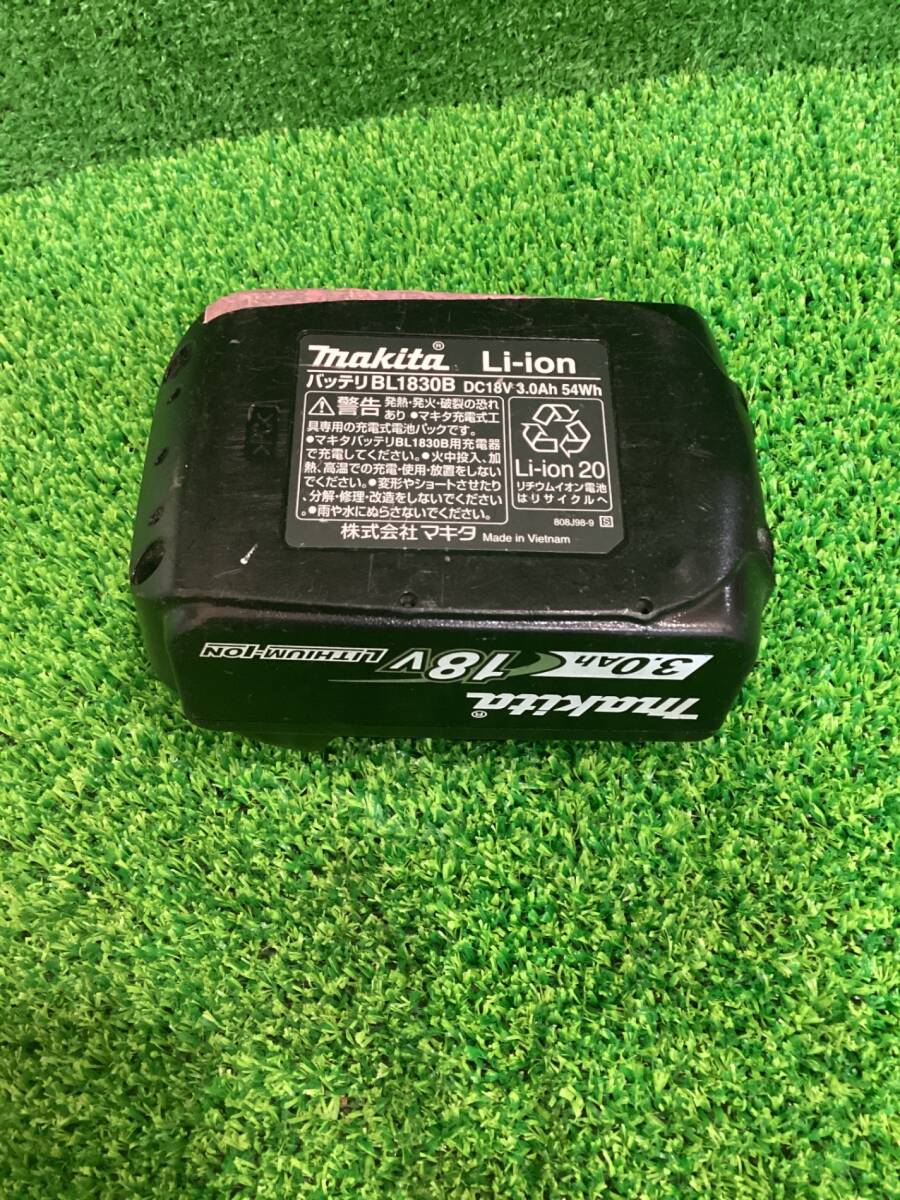 makita® Li-ion
バッテリ BL1830B DC18V 3.0Ah 54Wh
警告 発熱・発火・破裂の恐れ
あり ●マキタ充電式工
具専用の充電式電池パックです。
●マキタバッテリBL1830B用充電器
で充電してください。●火中投入、加
熱、高温での充電・使用・放置をしない
でください。●変形やショートさせたり、
分解・修理・改造をしないでください
。●雨や水にぬらさないでください。
Li-ion 20
リチウムイオン電池
はリサイクルへ
株式会社 マキタ Made in Vietnam
808J98-9 S
makita®
3.0Ah 18V LITHIUM-ION